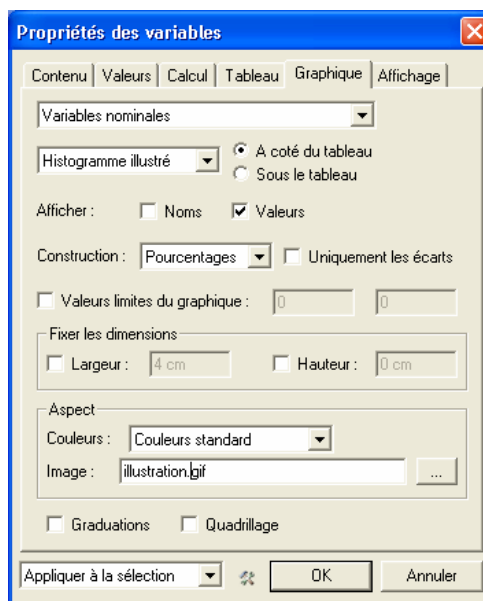 Propriétés des variables
Contenu Valeurs Calcul Tableau Graphique Affichage
Variables nominales
Histogramme illustré
A coté du tableau
Sous le tableau
Afficher : Noms Valeurs
Construction : Pourcentages Uniquement les écarts
Valeurs limites du graphique : 0 0
Fixer les dimensions
Largeur : 4 cm Hauteur : 0 cm
Aspect
Couleurs : Couleurs standard
Image : illustration.gif ...
Graduations Quadrillage
Appliquer à la sélection OK Annuler